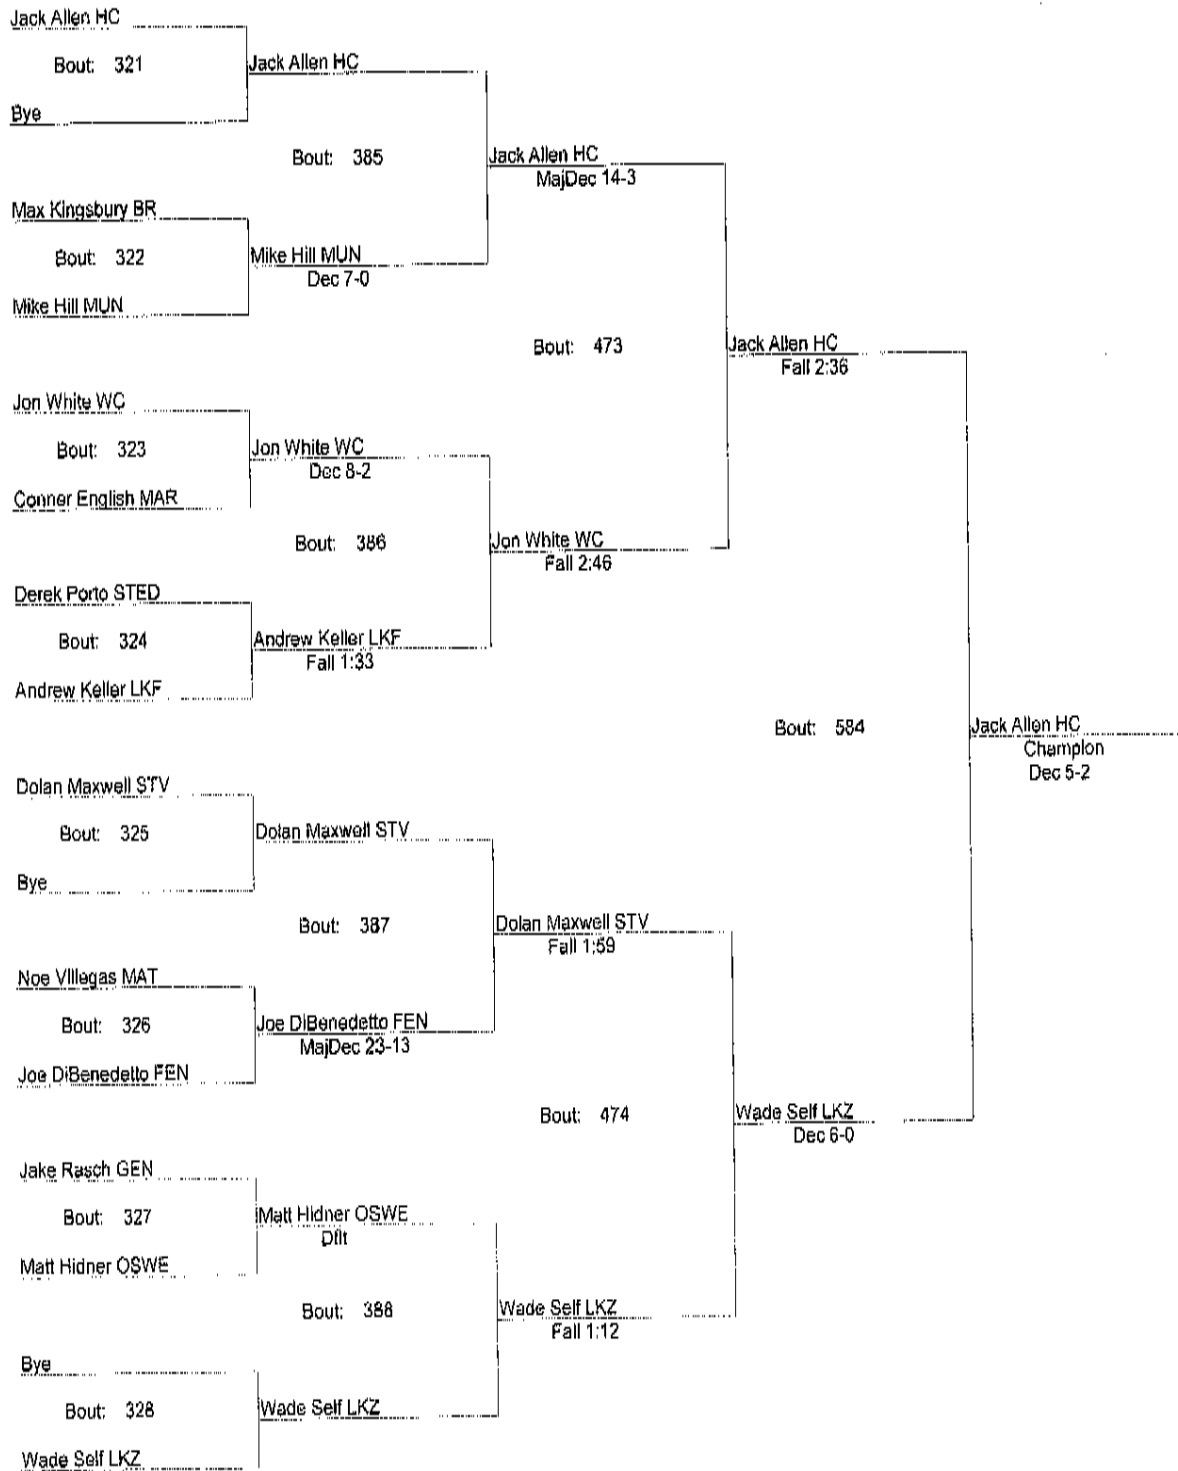 Jack Allen HC
Bout: 321
Jack Allen HC
Bye
Bout: 385
Jack Allen HC
MajDec 14-3
Max Kingsbury BR
Bout: 322
Mike Hill MUN
Dec 7-0
Mike Hill MUN
Bout: 473
Jack Allen HC
Fall 2:36
Jon White WC
Bout: 323
Jon White WC
Dec 8-2
Conner English MAR
Bout: 386
Jon White WC
Fall 2:46
Derek Porto STED
Bout: 324
Andrew Keller LKF
Fall 1:33
Andrew Keller LKF
Bout: 584
Jack Allen HC
Champion
Dec 5-2
Dolan Maxwell STV
Bout: 325
Dolan Maxwell STV
Bye
Bout: 387
Dolan Maxwell STV
Fall 1:59
Noe Villegas MAT
Bout: 326
Joe DiBenedetto FEN
MajDec 23-13
Joe DiBenedetto FEN
Bout: 474
Wade Self LKZ
Dec 6-0
Jake Rasch GEN
Bout: 327
Matt Hidner OSWE
Dflt
Matt Hidner OSWE
Bout: 388
Wade Self LKZ
Fall 1:12
Bye
Bout: 328
Wade Self LKZ
Wade Self LKZ